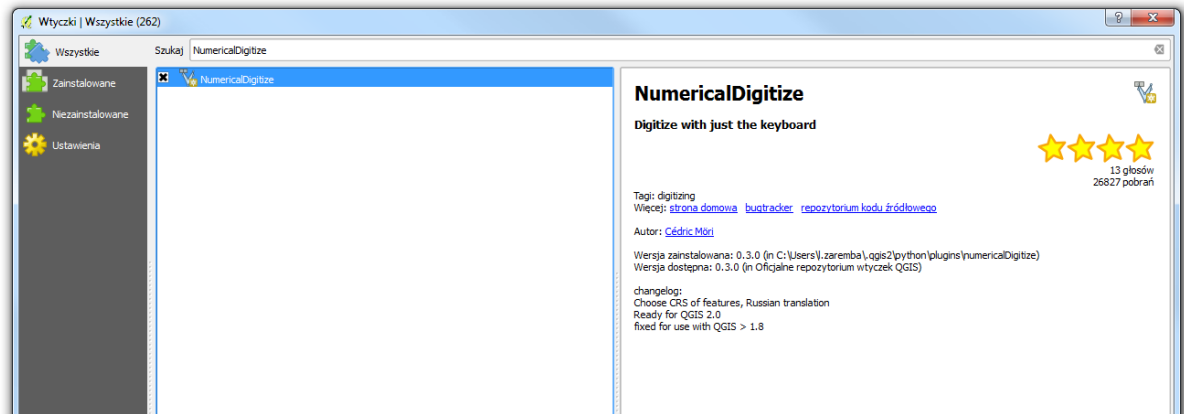 Wtyczki | Wszystkie (262)
Wszystkie
Szukaj NumericalDigitize
Zainstalowane
Niezainstalowane
Ustawienia
NumericalDigitize
NumericalDigitize
Digitize with just the keyboard
13 głosów
26827 pobrań
Tagi: digitizing
Więcej: strona domowa bugtracker repozytorium kodu źródłowego
Autor: Cédric Möri
Wersja zainstalowana: 0.3.0 (in C:\Users\l.zaremba\.qgis2\python\plugins\numericalDigitize)
Wersja dostępna: 0.3.0 (in Oficjalne repozytorium wtyczek QGIS)
changelog:
Choose CRS of features, Russian translation
Ready for QGIS 2.0
fixed for use with QGIS > 1.8